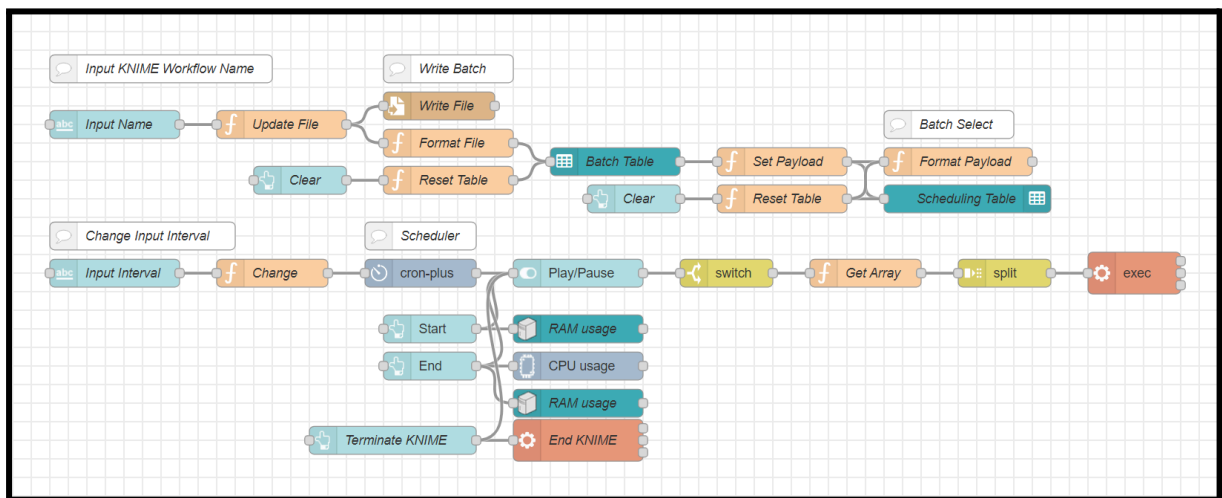 Input KNIME Workflow Name
Write Batch
Write File
abc Input Name
Update File
Batch Select
Format File
Batch Table
Set Payload
Format Payload
Clear
Reset Table
Clear
Reset Table
Scheduling Table
Change Input Interval
Scheduler
abc Input Interval
Change
cron-plus
Play/Pause
switch
Get Array
split
exec
Start
RAM usage
End
CPU usage
RAM usage
Terminate KNIME
End KNIME